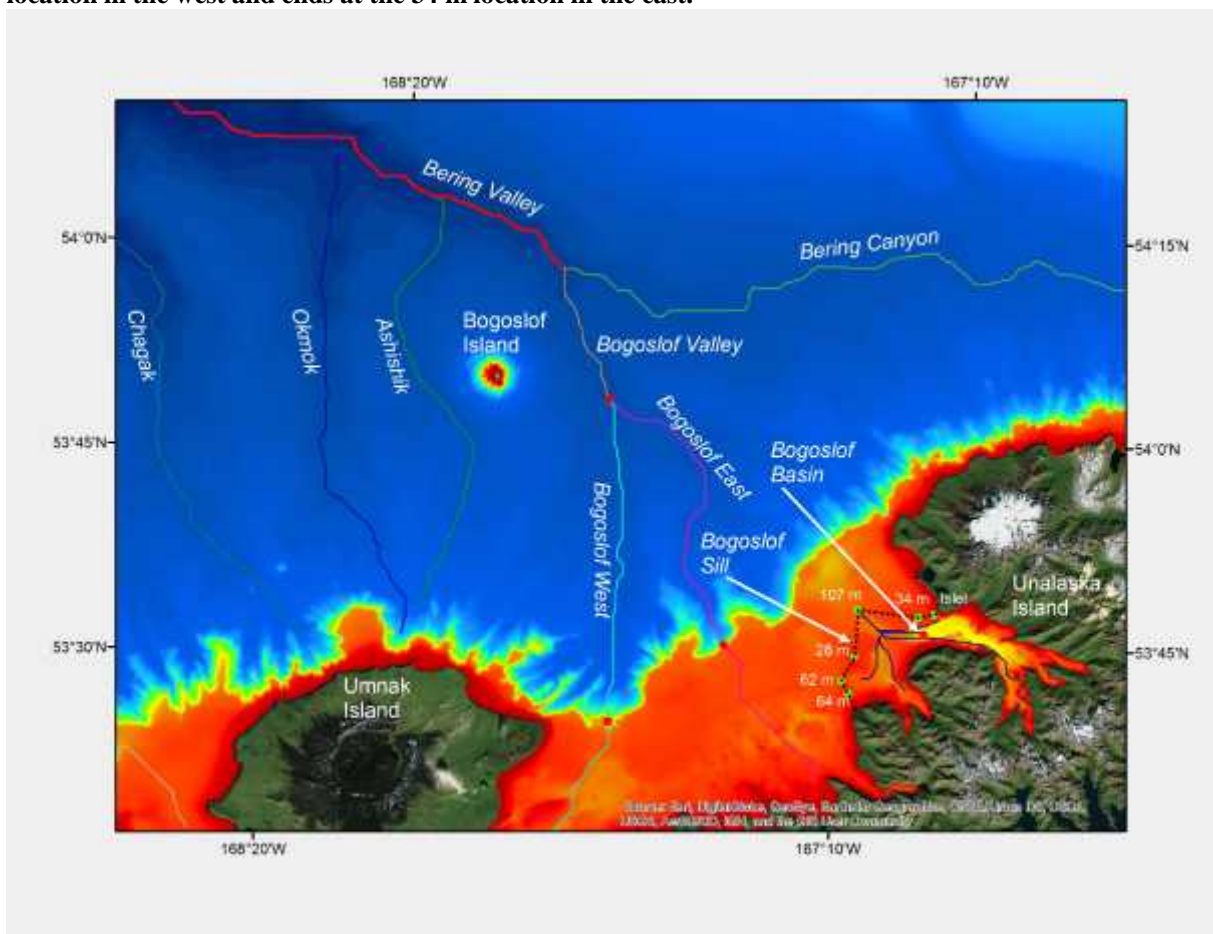 location in the west and ends at the 34 m location in the east.
168°20'W
167°10'W
Bering Valley
54°0'N
54°15'N
Bering Canyon
Chagak
Okmok
Ashishik
Bogoslof
Island
Bogoslof Valley
53°45'N
54°0'N
Bogoslof East
Bogoslof
Basin
Bogoslof West
Bogoslof
Sill
Unalaska
Island
107 m
34 m
Islet
53°30'N
26 m
53°45'N
62 m
64 m
Umnak
Island
168°20'W
167°10'W